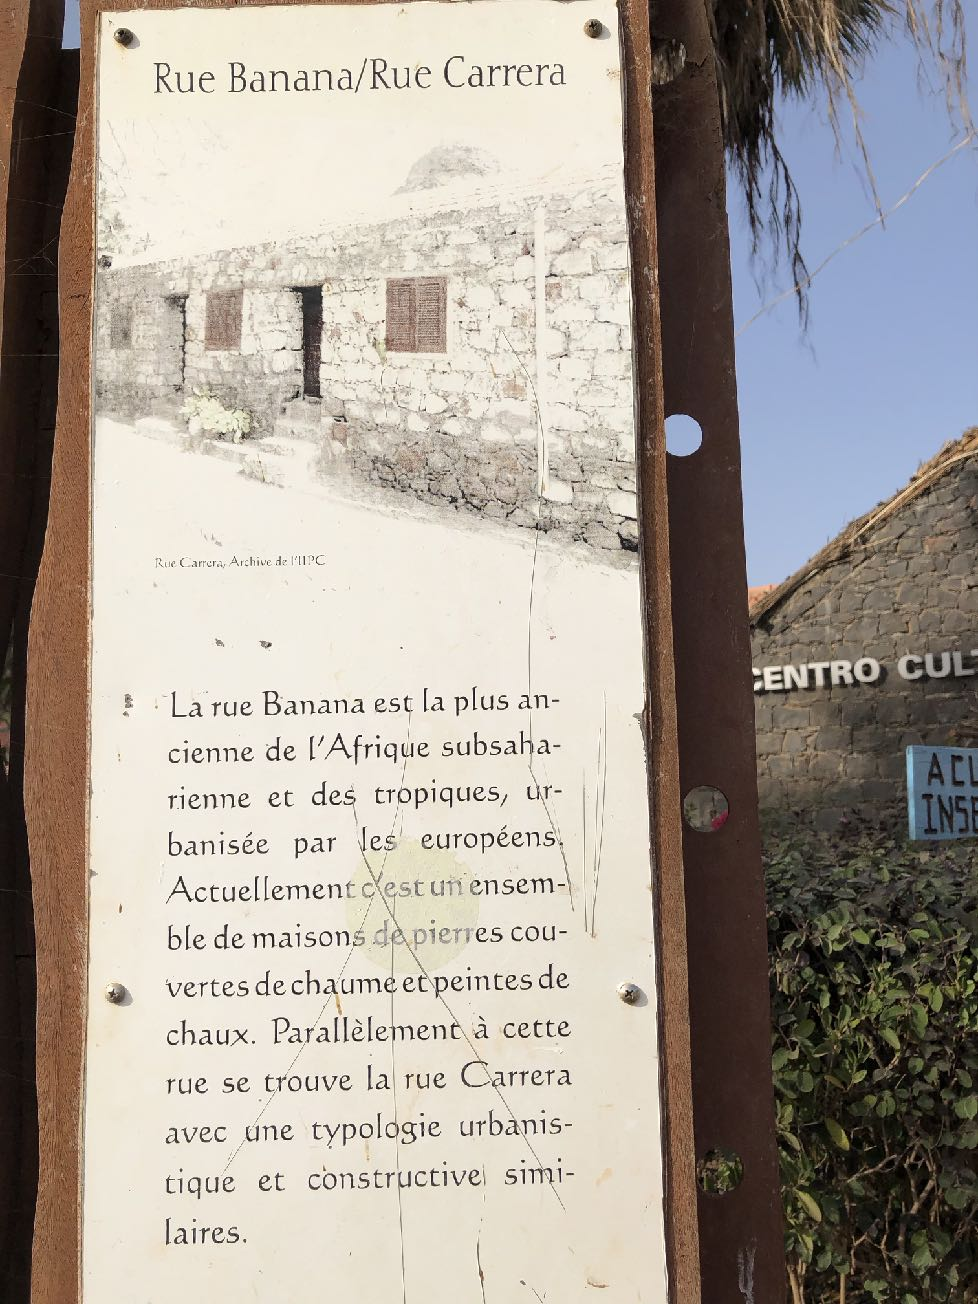 Rue Banana/Rue Carrera
Rue Carrera, Archive de l'IIPC
La rue Banana est la plus an-
cienne de l'Afrique subsaha-
rienne et des tropiques, ur-
banisée par les européens.
Actuellement c'est un ensem-
ble de maisons de pierres cou-
vertes de chaume et peintes de
chaux. Parallèlement à cette
rue se trouve la rue Carrera
avec une typologie urbanis-
tique et constructive simi-
laires.
CENTRO CULT
ACU
INSE